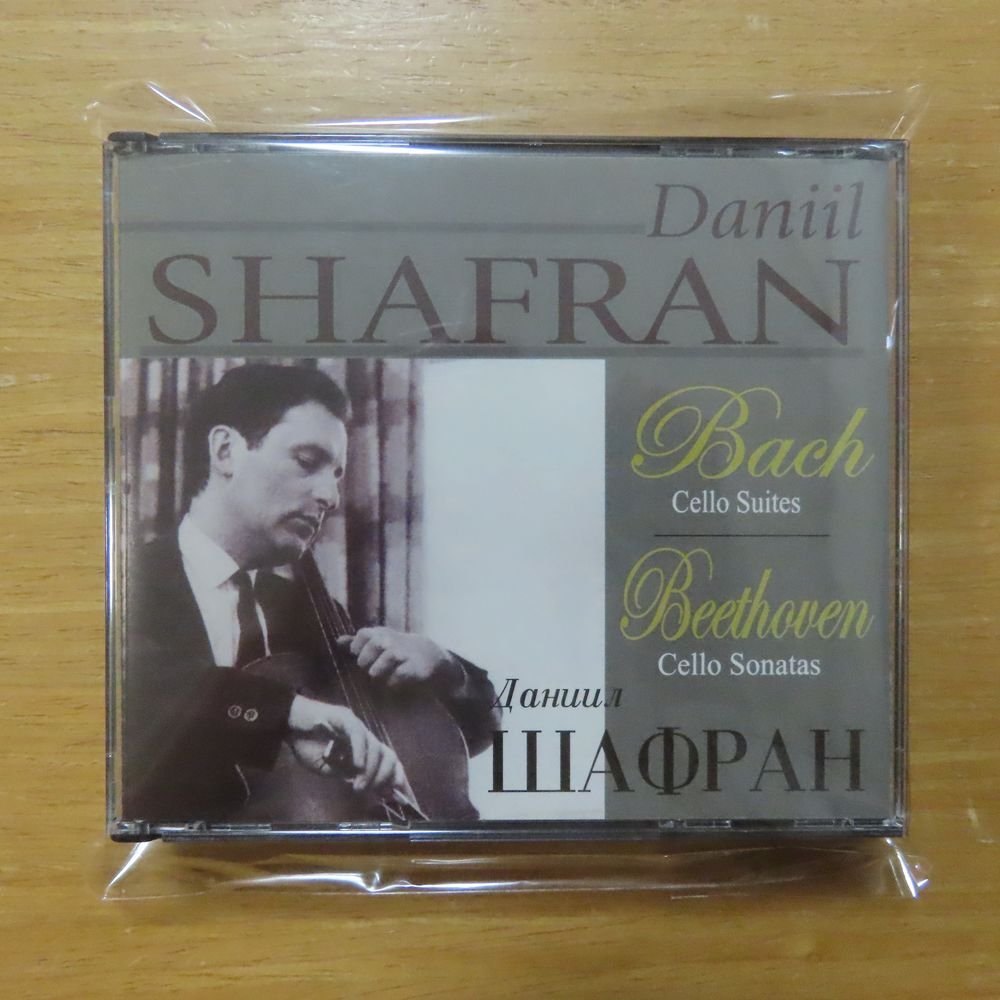 Daniil
SHAFRAN
Bach
Cello Suites
Beethoven
Cello Sonatas
Даниил
ШАФРАН